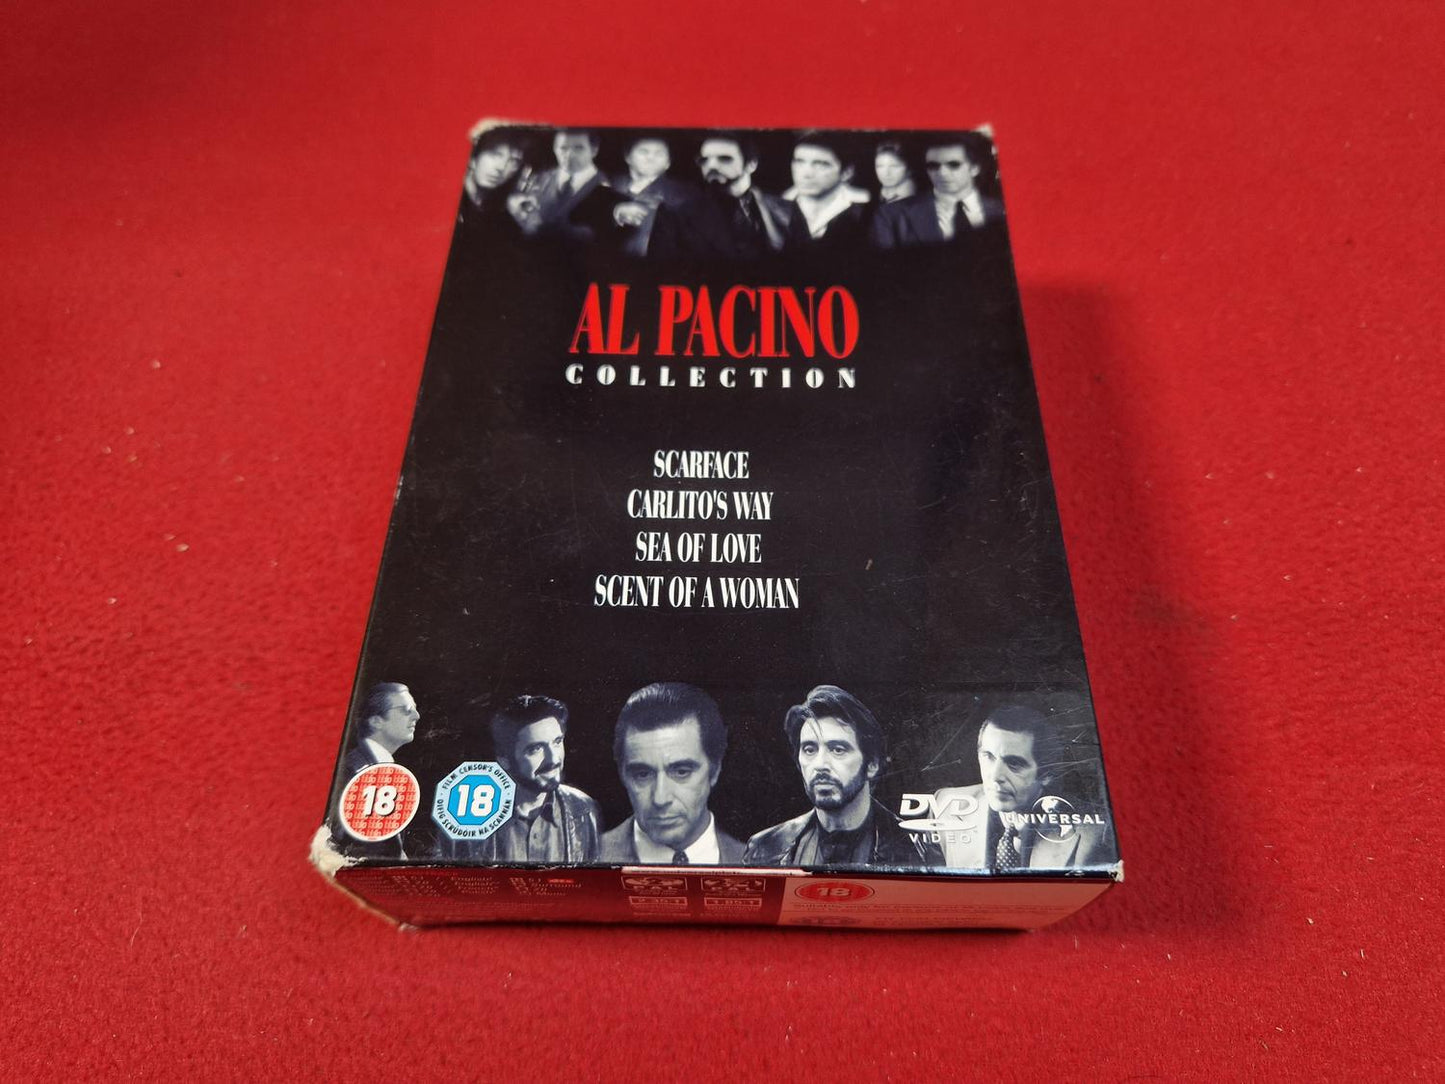 AL PACINO
COLLECTION
SCARFACE
CARLITO'S WAY
SEA OF LOVE
SCENT OF A WOMAN
18
FILM CENSOR'S OFFICE
18
OIFIG SCRÚDÓIR NA SCANNÁN
DVD
VIDEO
UNIVERSAL
18